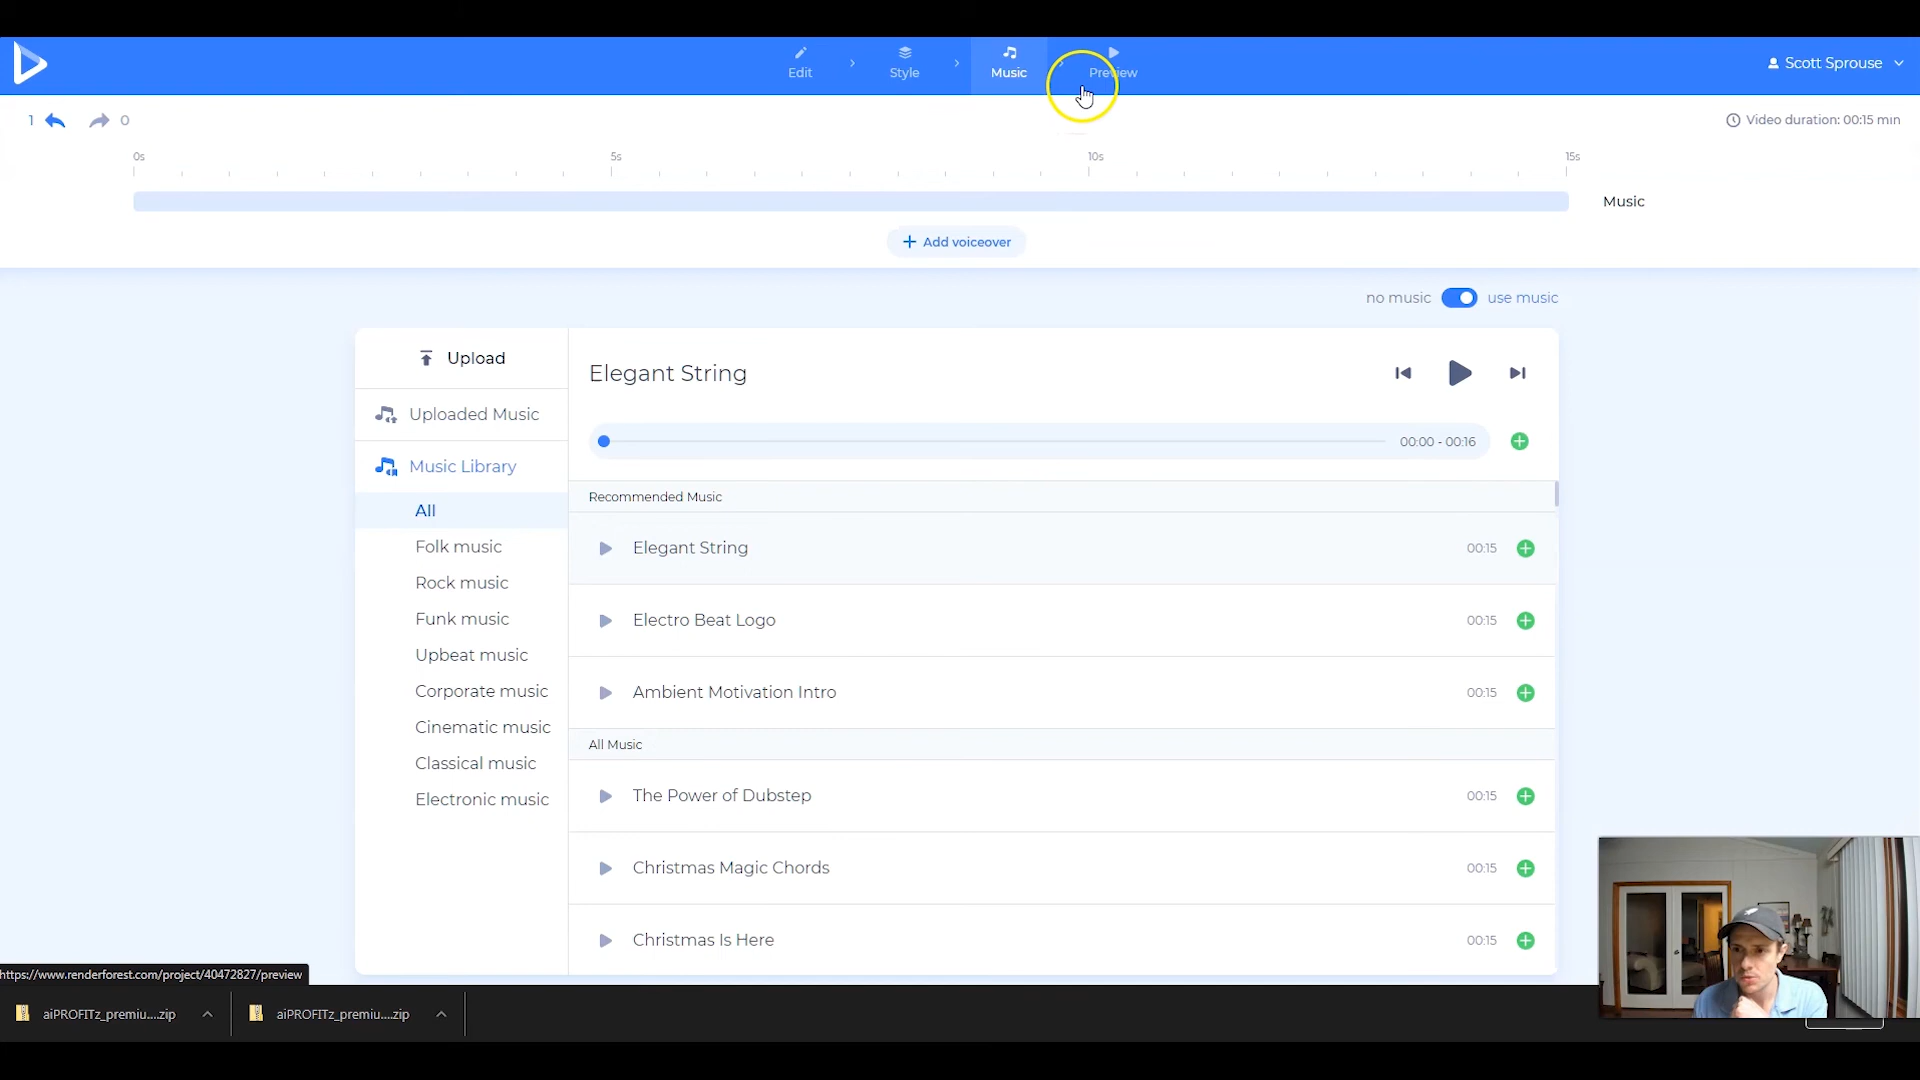 Edit
Style
Music
Preview
Scott Sprouse
1
0
Video duration: 00:15 min
0s
5s
10s
15s
Music
Add voiceover
no music
use music
Upload
Uploaded Music
Music Library
All
Folk music
Rock music
Funk music
Upbeat music
Corporate music
Cinematic music
Classical music
Electronic music
Elegant String
00:00 - 00:16
Recommended Music
Elegant String
00:15
Electro Beat Logo
00:15
Ambient Motivation Intro
00:15
All Music
The Power of Dubstep
00:15
Christmas Magic Chords
00:15
Christmas Is Here
00:15
https://www.renderforest.com/project/40472827/preview
aiPROFITz_premiu....zip
aiPROFITz_premiu....zip